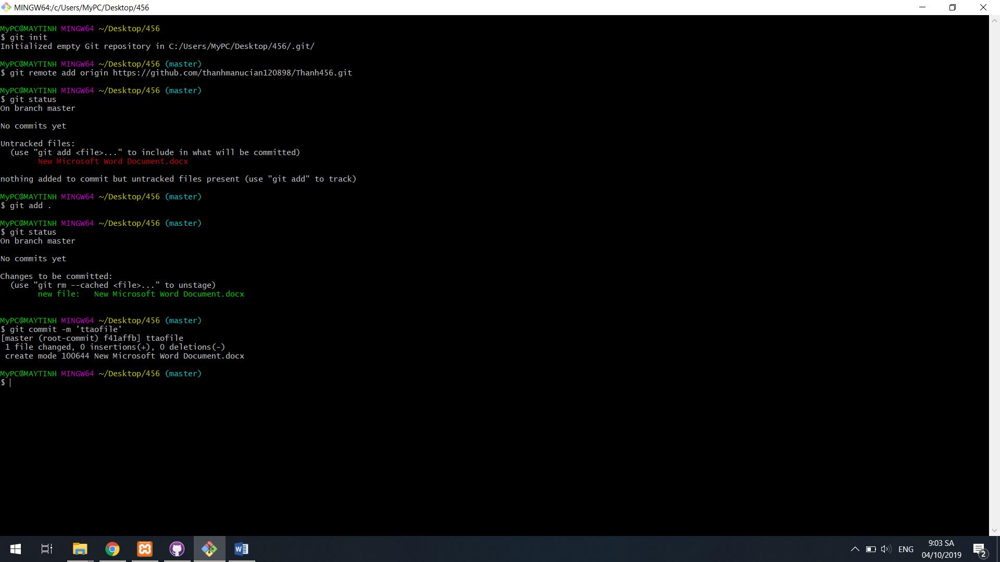 MINGW64:/c/Users/MyPC/Desktop/456
MyPC@MAYTINH MINGW64 ~/Desktop/456
$ git init
Initialized empty Git repository in C:/Users/MyPC/Desktop/456/.git/
MyPC@MAYTINH MINGW64 ~/Desktop/456 (master)
$ git remote add origin https://github.com/thanhmanucian120898/Thanh456.git
MyPC@MAYTINH MINGW64 ~/Desktop/456 (master)
$ git status
On branch master
No commits yet
Untracked files:
(use "git add <file>..." to include in what will be committed)
New Microsoft Word Document.docx
nothing added to commit but untracked files present (use "git add" to track)
MyPC@MAYTINH MINGW64 ~/Desktop/456 (master)
$ git add .
MyPC@MAYTINH MINGW64 ~/Desktop/456 (master)
$ git status
On branch master
No commits yet
Changes to be committed:
(use "git rm --cached <file>..." to unstage)
new file:   New Microsoft Word Document.docx
MyPC@MAYTINH MINGW64 ~/Desktop/456 (master)
$ git commit -m 'ttaofile'
[master (root-commit) f41affb] ttaofile
1 file changed, 0 insertions(+), 0 deletions(-)
create mode 100644 New Microsoft Word Document.docx
MyPC@MAYTINH MINGW64 ~/Desktop/456 (master)
$
ENG
9:03 SA
04/10/2019
2